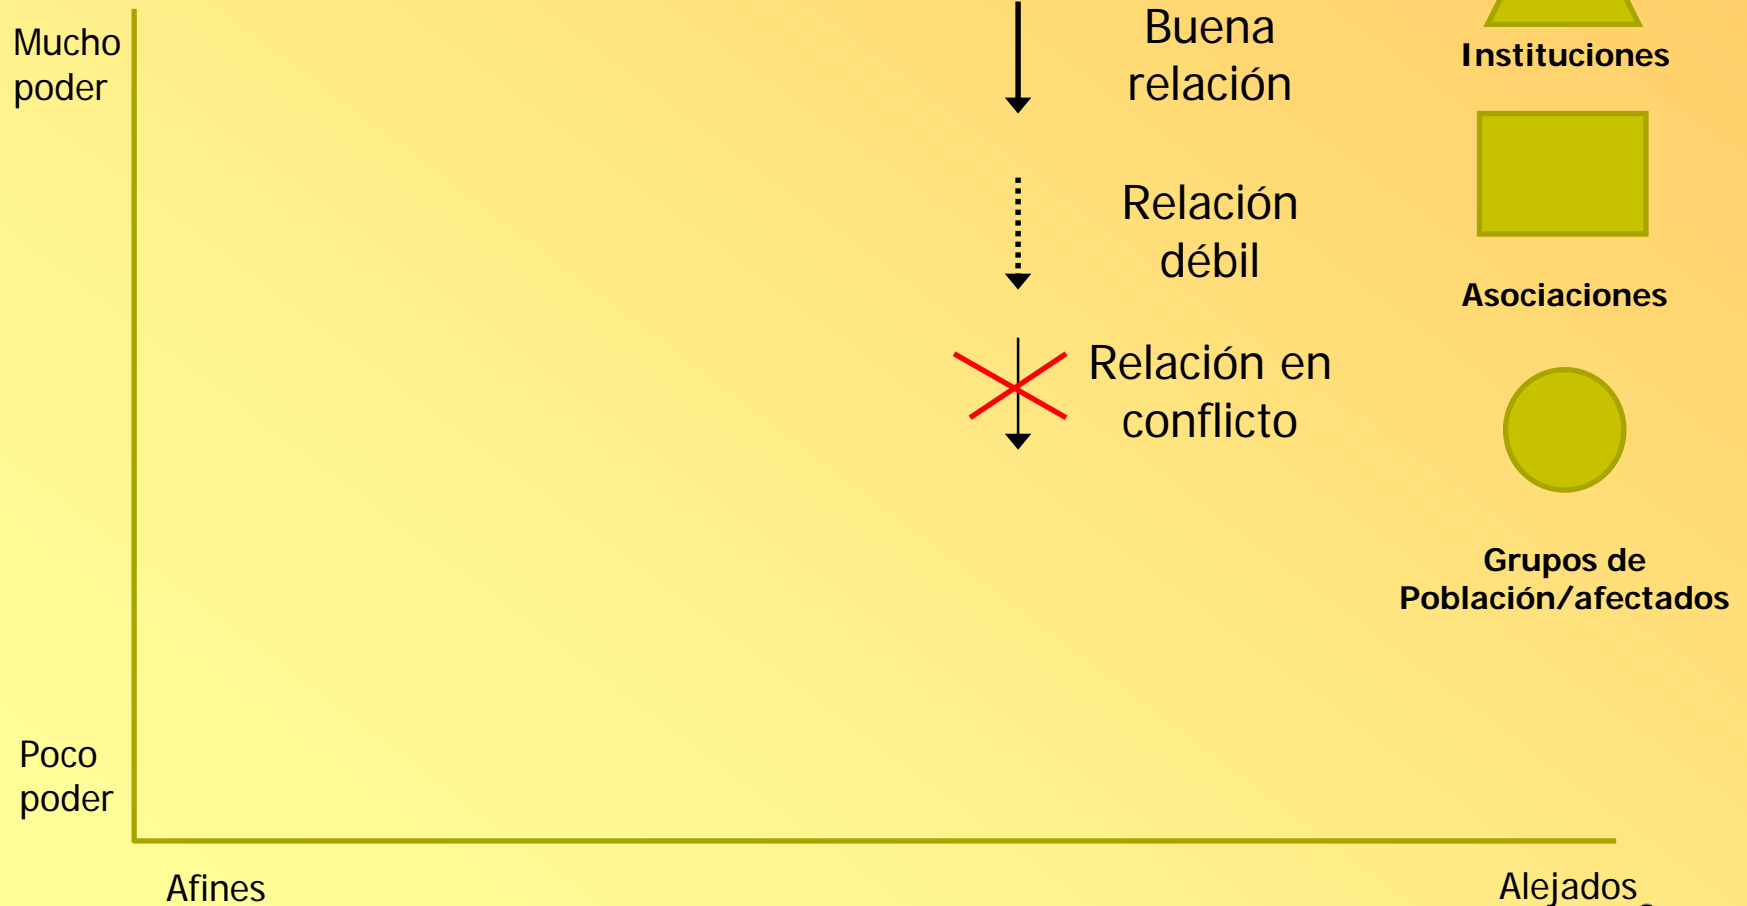 Mucho
poder
Buena
relación
Instituciones
Relación
débil
Asociaciones
Relación en
conflicto
Grupos de
Población/afectados
Poco
poder
Afines
Alejados